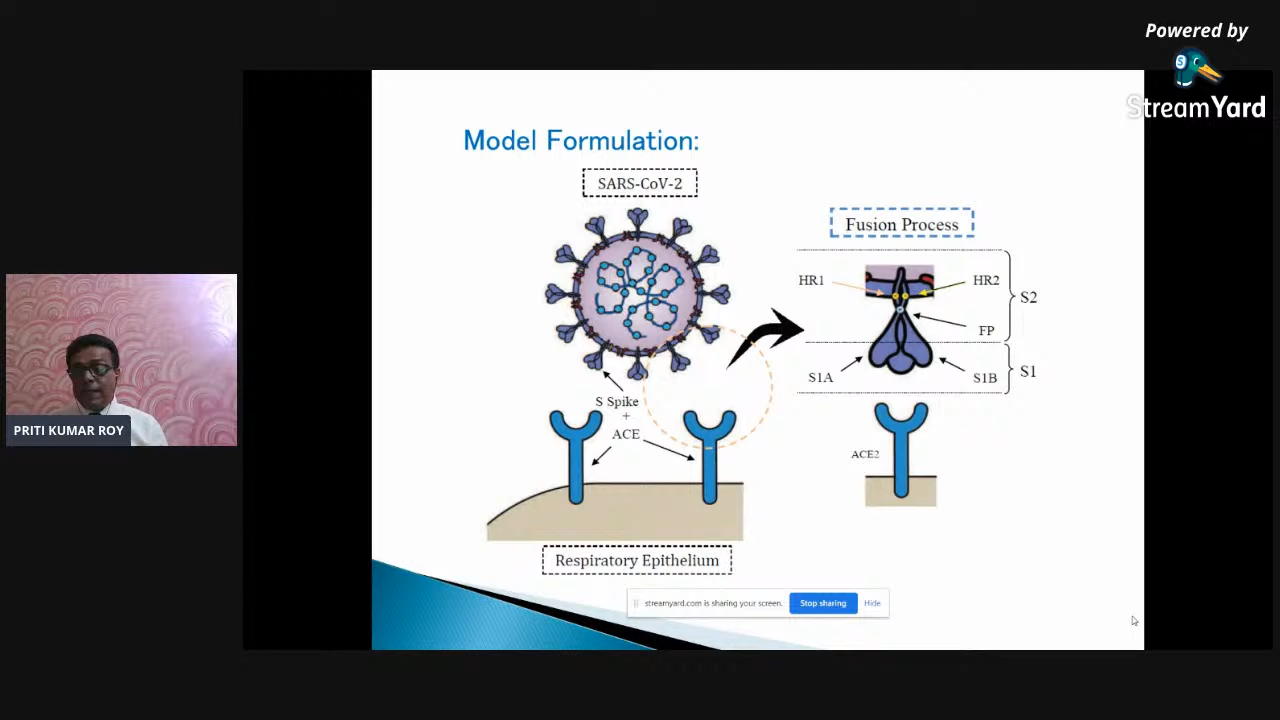 Powered by
StreamYard
Model Formulation:
SARS-CoV-2
Fusion Process
HR1
HR2
S2
FP
S1A
S1B
S1
S Spike
+
ACE
ACE2
PRITI KUMAR ROY
Respiratory Epithelium
streamyard.com is sharing your screen.
Stop sharing
Hide